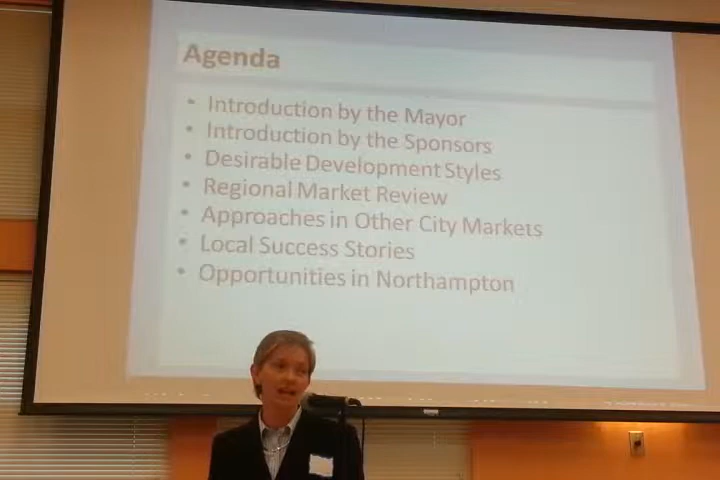 Agenda
• Introduction by the Mayor
• Introduction by the Sponsors
• Desirable Development Styles
• Regional Market Review
• Approaches in Other City Markets
• Local Success Stories
• Opportunities in Northampton